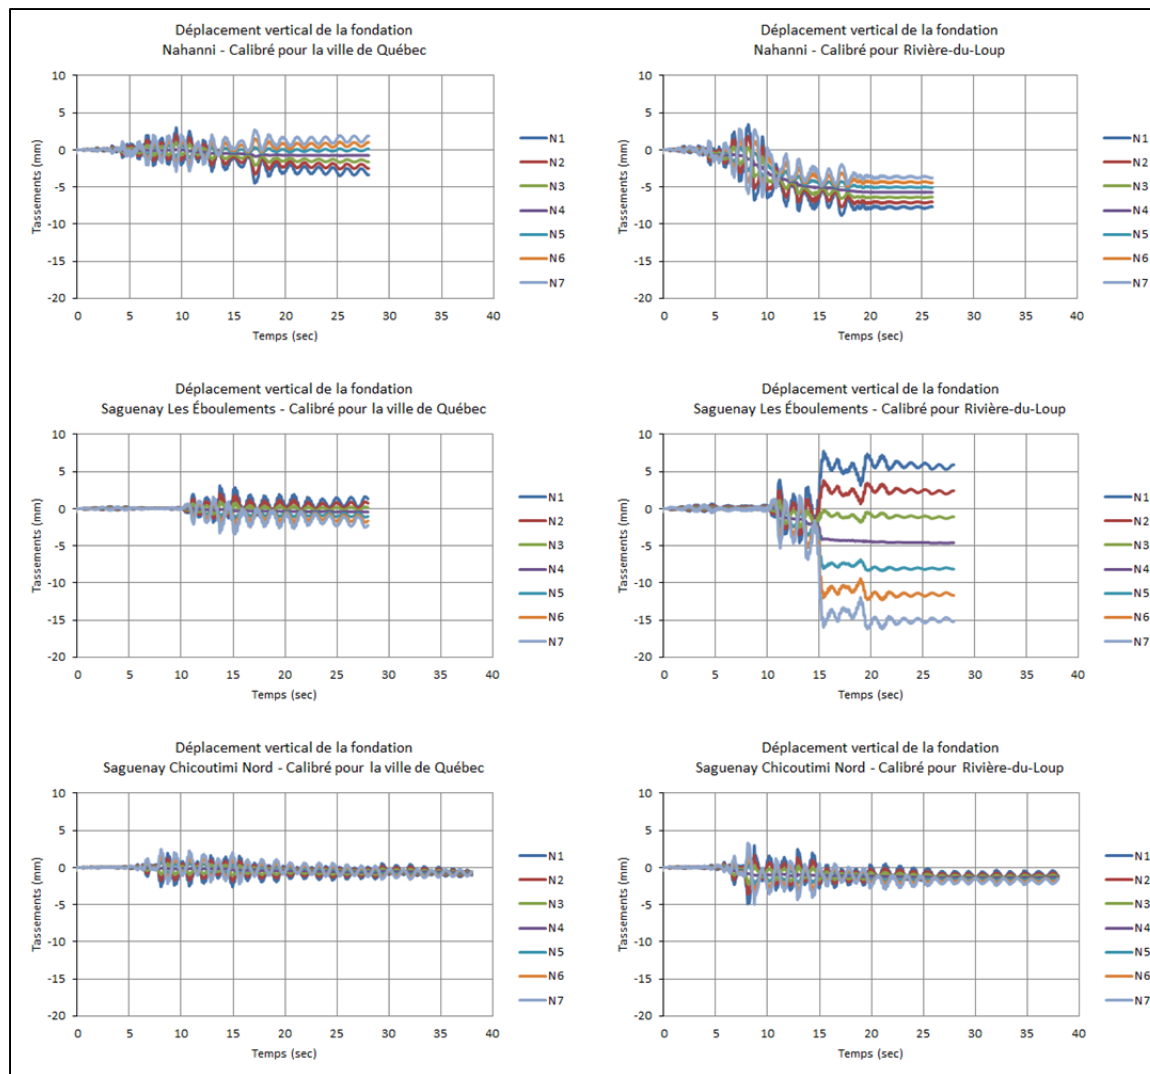 Déplacement vertical de la fondation
Nahanni - Calibré pour la ville de Québec
10
5
0
-5
-10
-15
-20
Tassements (mm)
0 5 10 15 20 25 30 35 40
Temps (sec)
N1
N2
N3
N4
N5
N6
N7
Déplacement vertical de la fondation
Nahanni - Calibré pour Rivière-du-Loup
10
5
0
-5
-10
-15
-20
Tassements (mm)
0 5 10 15 20 25 30 35 40
Temps (sec)
N1
N2
N3
N4
N5
N6
N7
Déplacement vertical de la fondation
Saguenay Les Éboulements - Calibré pour la ville de Québec
10
5
0
-5
-10
-15
-20
Tassements (mm)
0 5 10 15 20 25 30 35 40
Temps (sec)
N1
N2
N3
N4
N5
N6
N7
Déplacement vertical de la fondation
Saguenay Les Éboulements - Calibré pour Rivière-du-Loup
10
5
0
-5
-10
-15
-20
Tassements (mm)
0 5 10 15 20 25 30 35 40
Temps (sec)
N1
N2
N3
N4
N5
N6
N7
Déplacement vertical de la fondation
Saguenay Chicoutimi Nord - Calibré pour la ville de Québec
10
5
0
-5
-10
-15
-20
Tassements (mm)
0 5 10 15 20 25 30 35 40
Temps (sec)
N1
N2
N3
N4
N5
N6
N7
Déplacement vertical de la fondation
Saguenay Chicoutimi Nord - Calibré pour Rivière-du-Loup
10
5
0
-5
-10
-15
-20
Tassements (mm)
0 5 10 15 20 25 30 35 40
Temps (sec)
N1
N2
N3
N4
N5
N6
N7